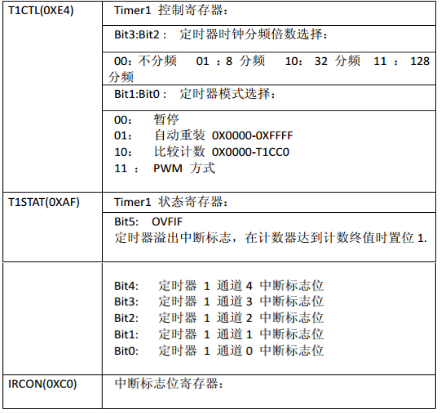 T1CTL(0XE4) Timer1 控制寄存器：
Bit3:Bit2： 定时器时钟分频倍数选择：
00：不分频 01 ：8 分频 10： 32 分频 11 ： 128
分频
Bit1:Bit0： 定时器模式选择：
00： 暂停
01： 自动重装 0X0000-0XFFFF
10： 比较计数 0X0000-T1CC0
11 ： PWM 方式
T1STAT(0XAF) Timer1 状态寄存器：
Bit5: OVFIF
定时器溢出中断标志，在计数器达到计数终值时置位 1.
Bit4: 定时器 1 通道 4 中断标志位
Bit3: 定时器 1 通道 3 中断标志位
Bit2: 定时器 1 通道 2 中断标志位
Bit1: 定时器 1 通道 1 中断标志位
Bit0: 定时器 1 通道 0 中断标志位
IRCON(0XC0) 中断标志位寄存器：